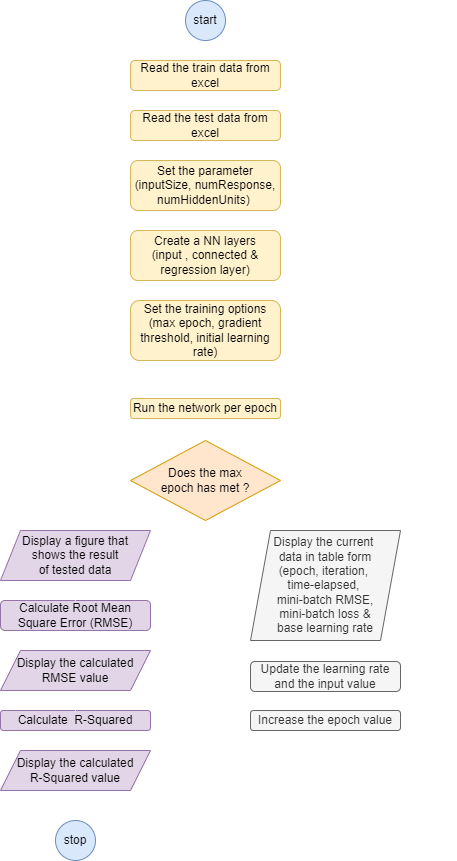 start
Read the train data from
excel
Read the test data from
excel
Set the parameter
(inputSize, numResponse,
numHiddenUnits)
Create a NN layers
(input , connected &
regression layer)
Set the training options
(max epoch, gradient
threshold, initial learning
rate)
Run the network per epoch
Does the max
epoch has met ?
Display a figure that
shows the result
of tested data
Calculate Root Mean
Square Error (RMSE)
Display the calculated
RMSE value
Calculate R-Squared
Display the calculated
R-Squared value
stop
Display the current
data in table form
(epoch, iteration,
time-elapsed,
mini-batch RMSE,
mini-batch loss &
base learning rate
Update the learning rate
and the input value
Increase the epoch value